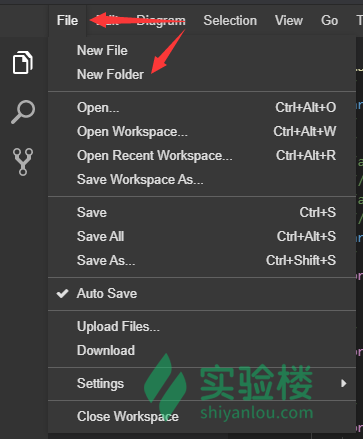 File Edit Diagram Selection View Go
New File
New Folder
Open... Ctrl+Alt+O
Open Workspace... Ctrl+Alt+W
Open Recent Workspace... Ctrl+Alt+R
Save Workspace As...
Save Ctrl+S
Save All Ctrl+Alt+S
Save As... Ctrl+Shift+S
Auto Save
Upload Files...
Download
Settings
Close Workspace
实验楼
shiyanlou.com